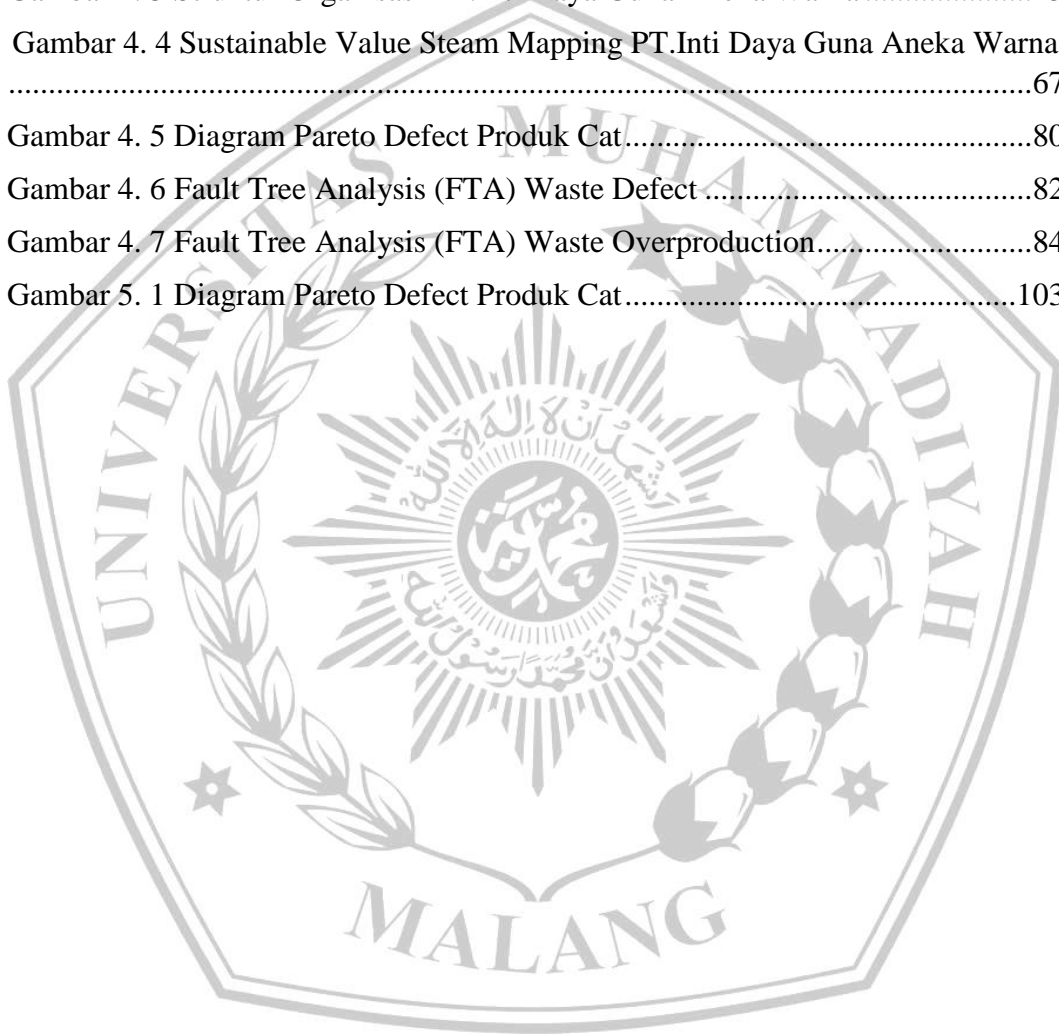 Gambar 4. 4 Sustainable Value Steam Mapping PT.Inti Daya Guna Aneka Warna
..................................................................................................................................67
Gambar 4. 5 Diagram Pareto Defect Produk Cat...................................................80
Gambar 4. 6 Fault Tree Analysis (FTA) Waste Defect .........................................82
Gambar 4. 7 Fault Tree Analysis (FTA) Waste Overproduction...........................84
Gambar 5. 1 Diagram Pareto Defect Produk Cat.................................................103
UNIVERSITAS MUHAMMADIYAH
MALANG